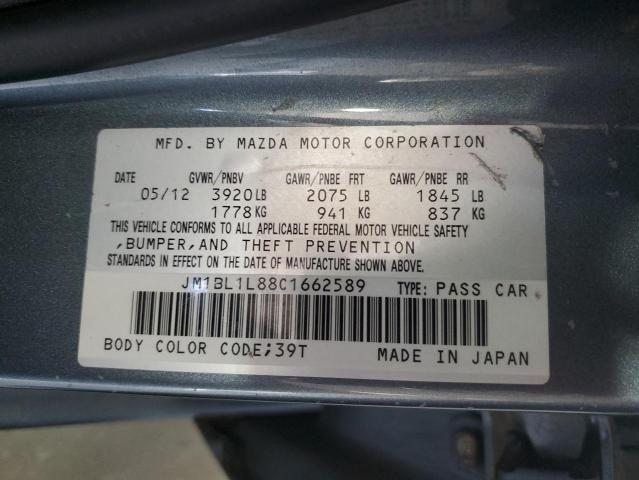 MFD. BY MAZDA MOTOR CORPORATION
DATE GVWR/PNBV GAWR/PNBE FRT GAWR/PNBE RR
05/12 3920LB 2075 LB 1845 LB
1778KG 941 KG 837 KG
THIS VEHICLE CONFORMS TO ALL APPLICABLE FEDERAL MOTOR VEHICLE SAFETY
,BUMPER,AND THEFT PREVENTION
STANDARDS IN EFFECT ON THE DATE OF MANUFACTURE SHOWN ABOVE.
JM1BL1L88C1662589 TYPE: PASS CAR
BODY COLOR CODE;39T MADE IN JAPAN